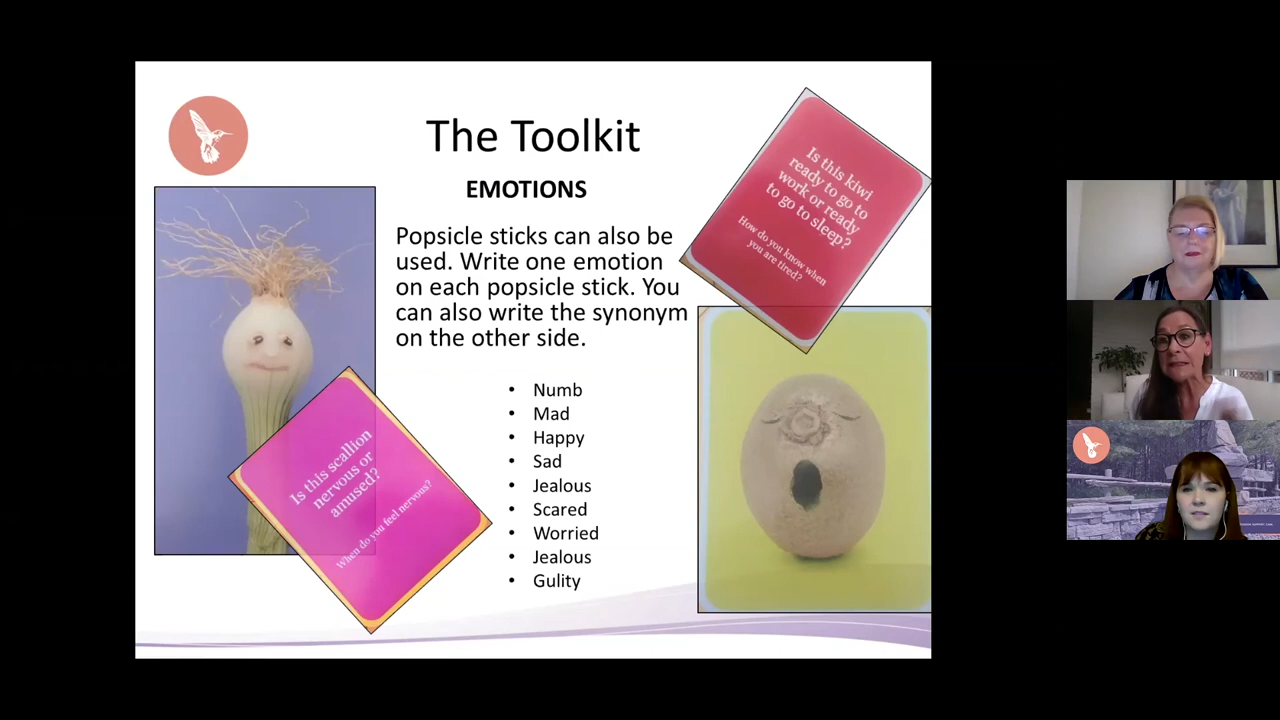 The Toolkit
EMOTIONS
Popsicle sticks can also be
used. Write one emotion
on each popsicle stick. You
can also write the synonym
on the other side.
• Numb
• Mad
• Happy
• Sad
• Jealous
• Scared
• Worried
• Jealous
• Gulity
Is this scallion
nervous or
amused?
When do you feel nervous?
Is this kiwi
ready to go to
work or ready
to go to sleep?
How do you know when
you are tired?